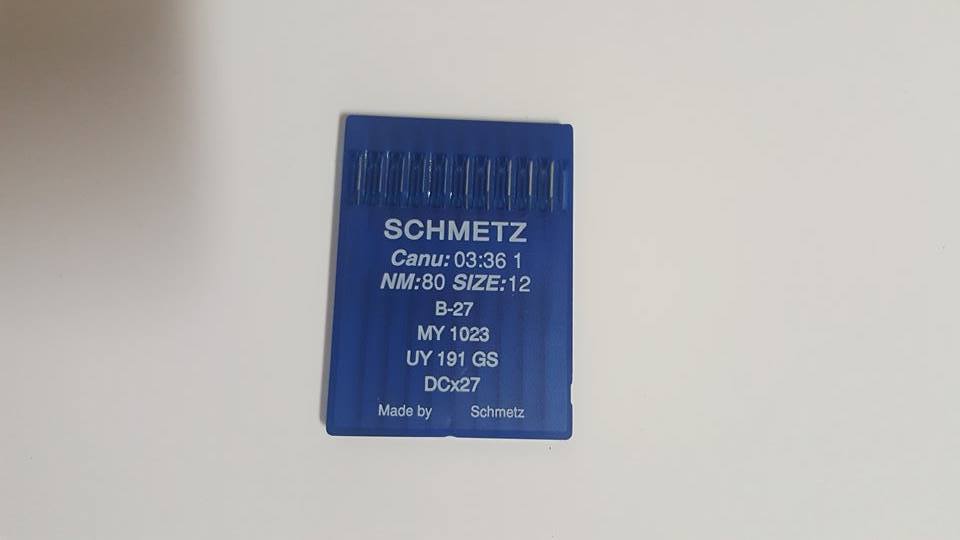 SCHMETZ
Canu: 03:36 1
NM:80 SIZE:12
B-27
MY 1023
UY 191 GS
DCx27
Made by Schmetz